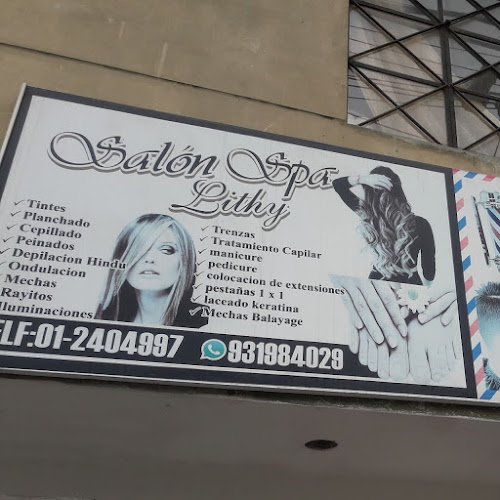 Salón Spa
Lithy
Tintes
Planchado
Cepillado
Peinados
Depilacion Hindú
Ondulacion
Mechas
Rayitos
Iluminaciones
Trenzas
Tratamiento Capilar
manicure
pedicure
colocacion de extensiones
pestañas 1 x 1
laceado keratina
Mechas Balayage
ELF:01-2404997 931984029